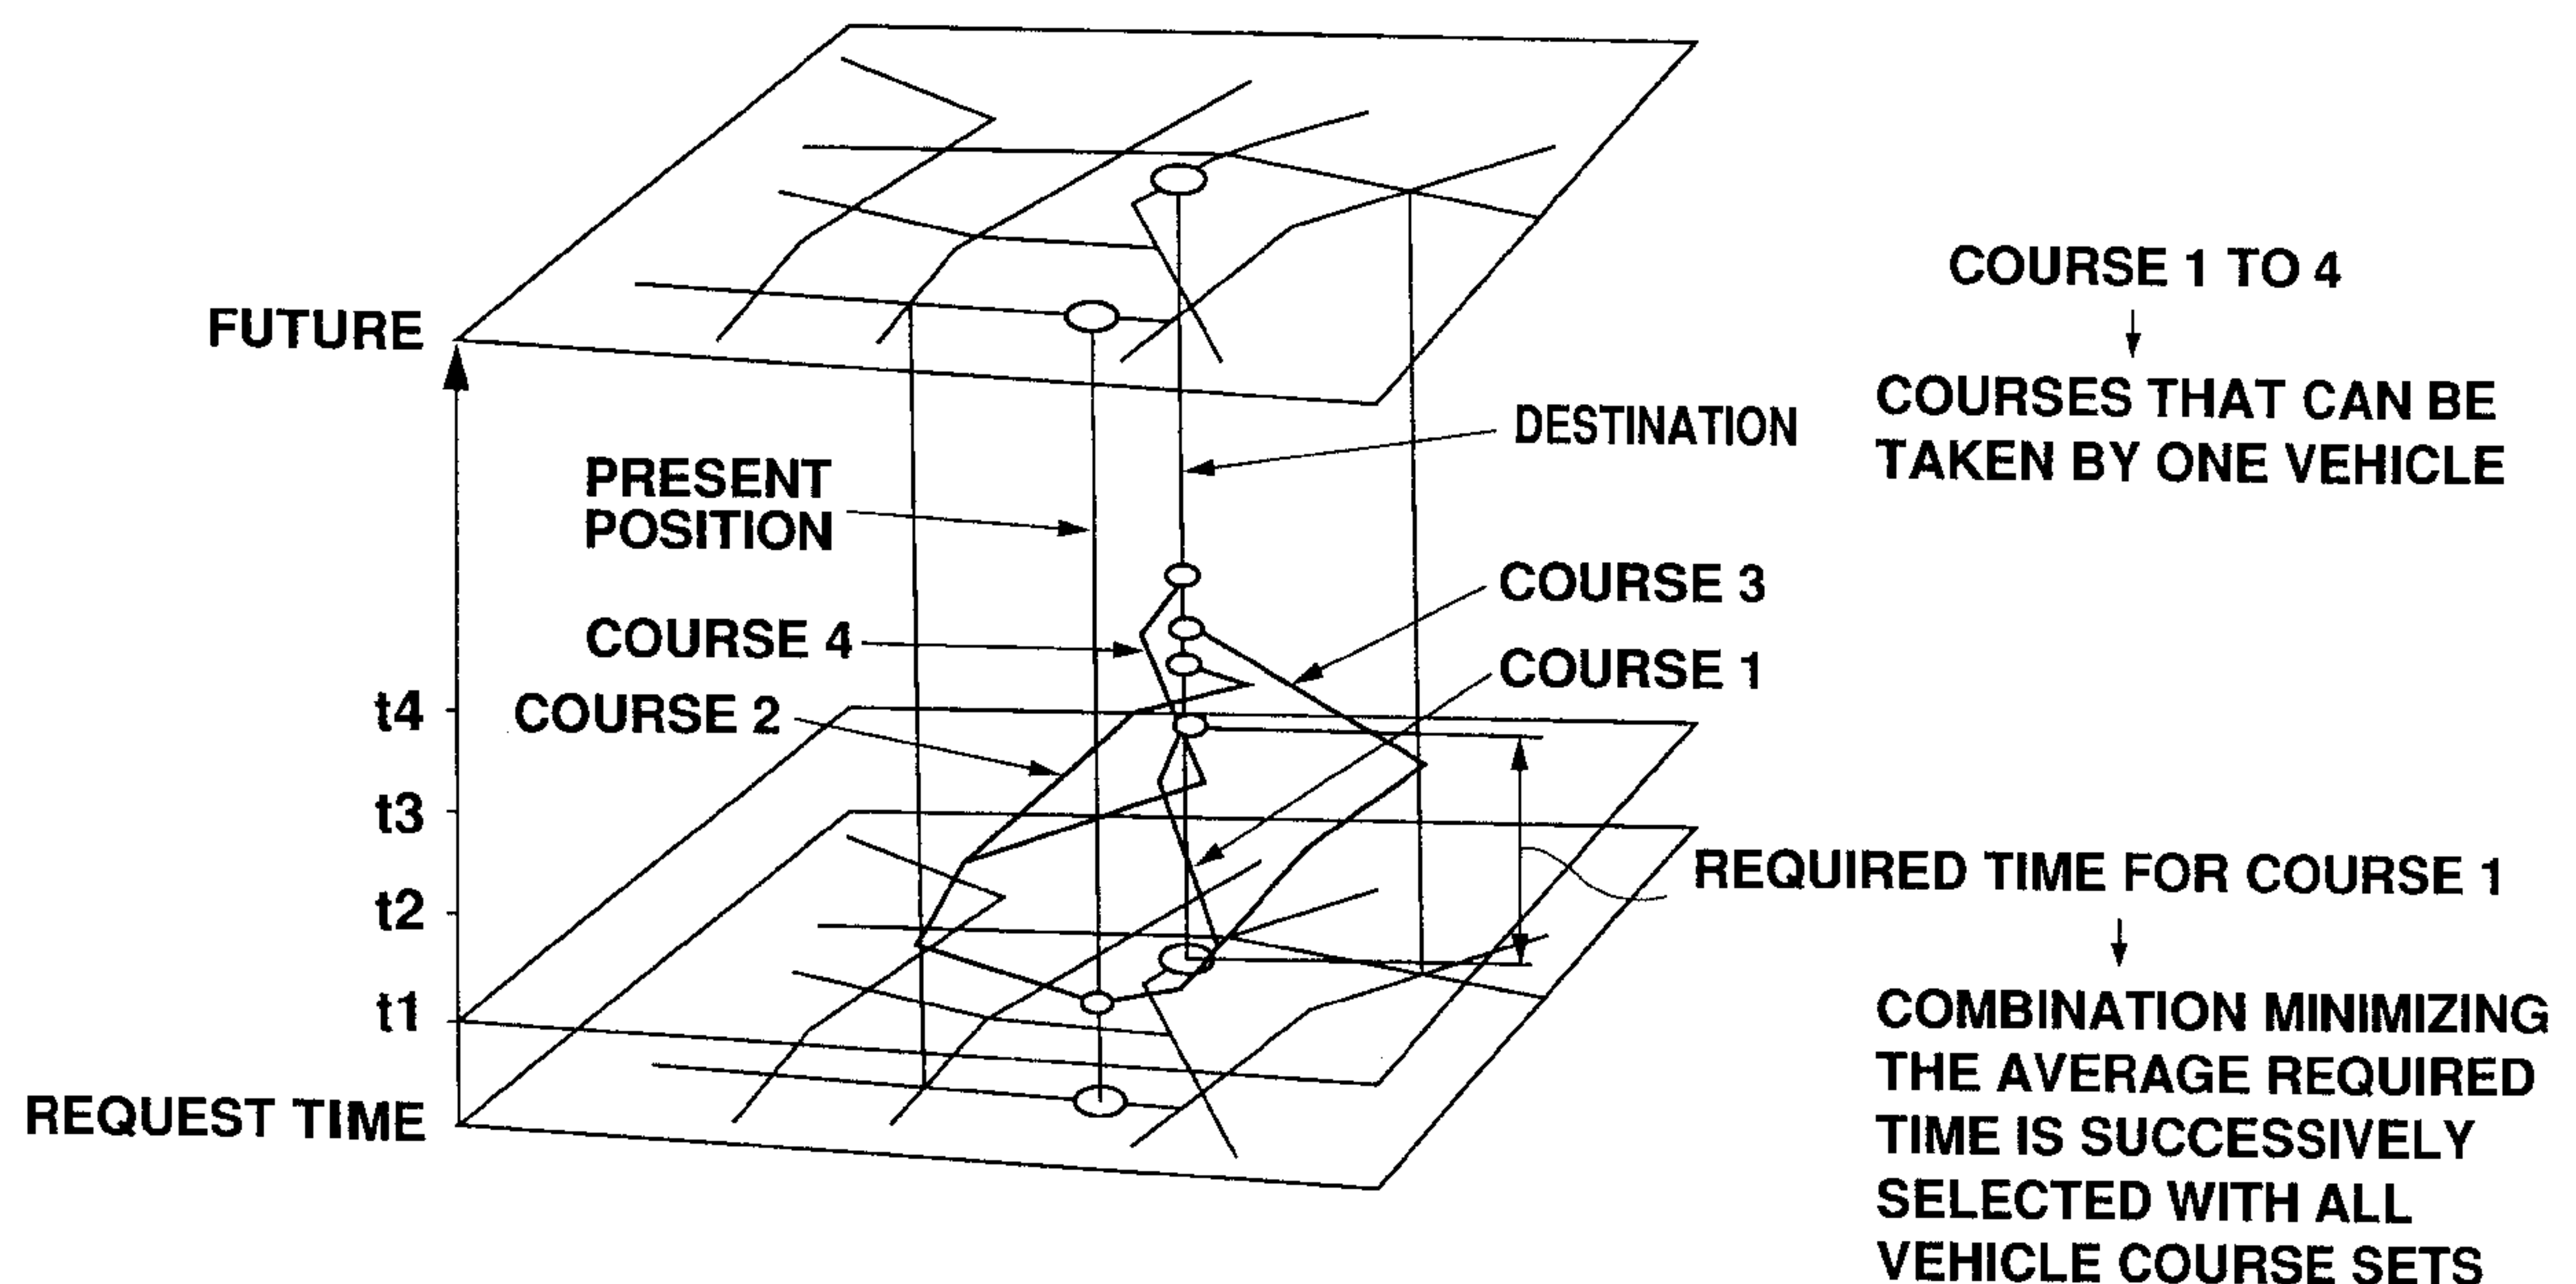 FUTURE
COURSE 1 TO 4
COURSES THAT CAN BE
TAKEN BY ONE VEHICLE
DESTINATION
PRESENT
POSITION
COURSE 3
COURSE 4
COURSE 1
COURSE 2
t4
t3
t2
t1
REQUEST TIME
REQUIRED TIME FOR COURSE 1
COMBINATION MINIMIZING
THE AVERAGE REQUIRED
TIME IS SUCCESSIVELY
SELECTED WITH ALL
VEHICLE COURSE SETS